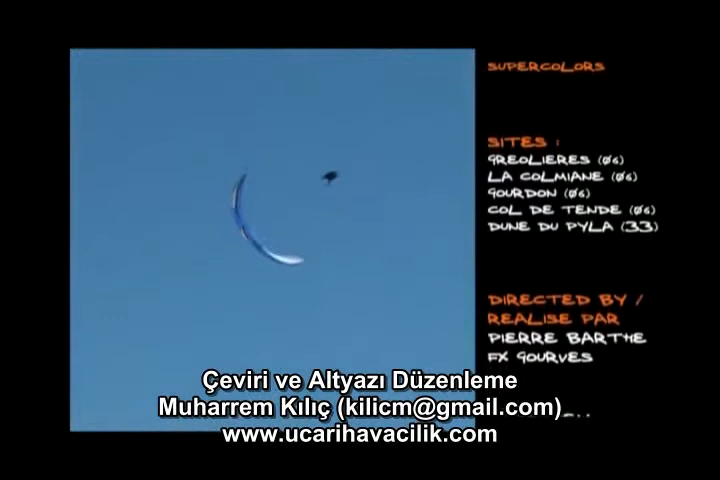 SUPERCOLORS
SITES :
GREOLIERES (06)
LA COLMIANE (06)
GOURDON (06)
COL DE TENDE (06)
DUNE DU PYLA (33)
DIRECTED BY /
REALISE PAR
PIERRE BARTHE
FX GOURVES
Çeviri ve Altyazı Düzenleme
Muharrem Kılıç (kilicm@gmail.com)
www.ucarihavacilik.com